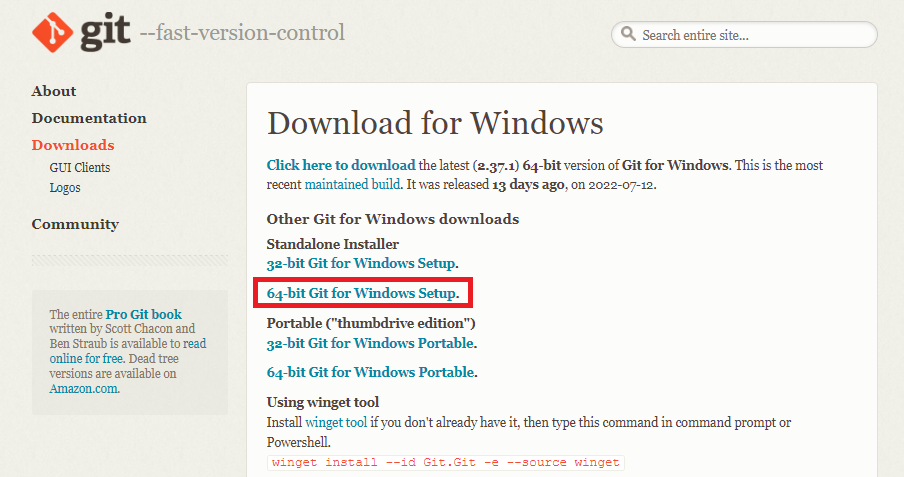 git --fast-version-control
Search entire site...
About
Documentation
Downloads
GUI Clients
Logos
Community
The entire Pro Git book
written by Scott Chacon and
Ben Straub is available to read
online for free. Dead tree
versions are available on
Amazon.com.
Download for Windows
Click here to download the latest (2.37.1) 64-bit version of Git for Windows. This is the most
recent maintained build. It was released 13 days ago, on 2022-07-12.
Other Git for Windows downloads
Standalone Installer
32-bit Git for Windows Setup.
64-bit Git for Windows Setup.
Portable ("thumbdrive edition")
32-bit Git for Windows Portable.
64-bit Git for Windows Portable.
Using winget tool
Install winget tool if you don't already have it, then type this command in command prompt or
Powershell.
winget install --id Git.Git -e --source winget